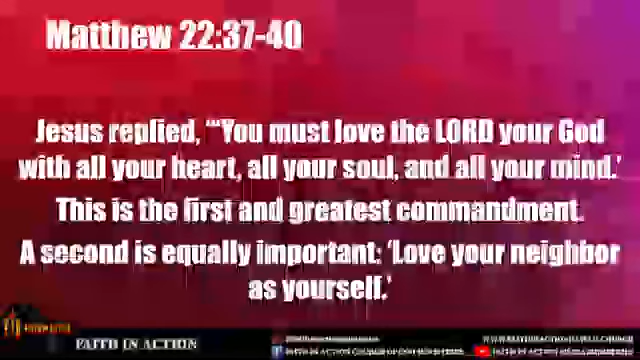 Matthew 22:37-40
Jesus replied, “‘You must love the LORD your God
with all your heart, all your soul, and all your mind.’
This is the first and greatest commandment.
A second is equally important: ‘Love your neighbor
as yourself.’
FAITH IN ACTION